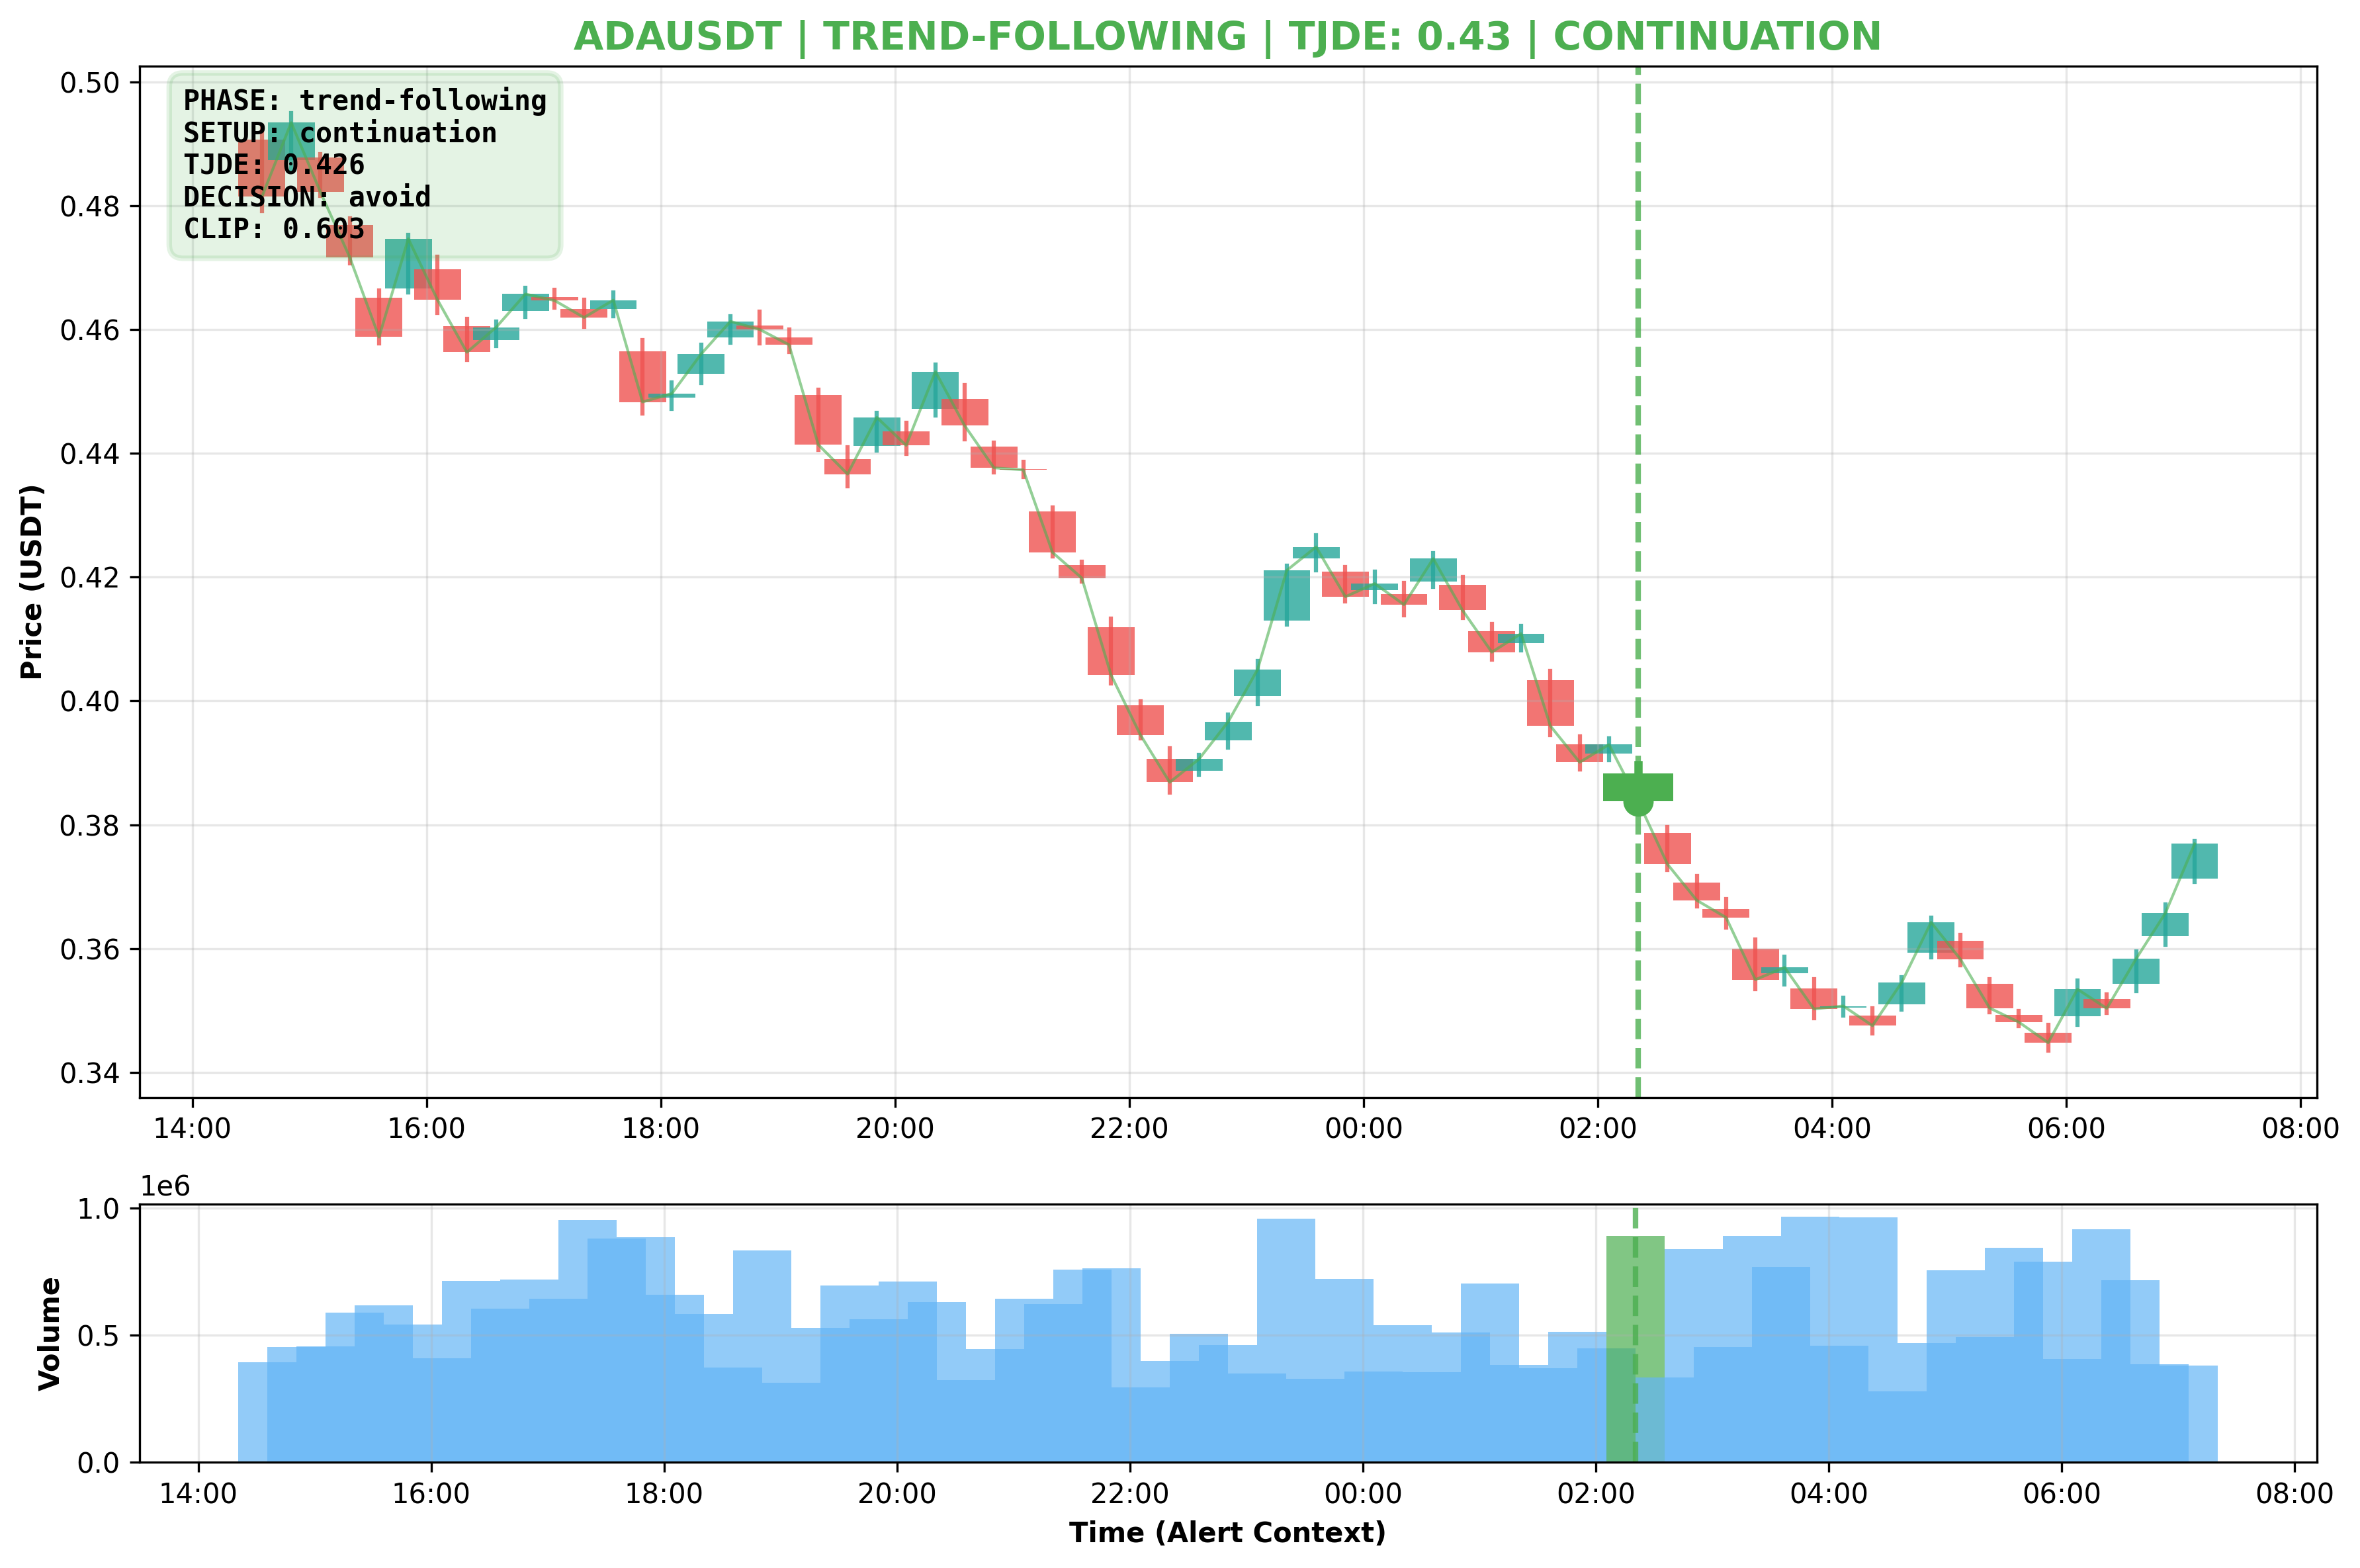 ADAUSDT | TREND-FOLLOWING | TJDE: 0.43 | CONTINUATION
PHASE: trend-following
SETUP: continuation
TJDE: 0.426
DECISION: avoid
CLIP: 0.603
Price (USDT)
0.50
0.48
0.46
0.44
0.42
0.40
0.38
0.36
0.34
14:00 16:00 18:00 20:00 22:00 00:00 02:00 04:00 06:00 08:00
1e6
Volume
1.0
0.5
0.0
14:00 16:00 18:00 20:00 22:00 00:00 02:00 04:00 06:00 08:00
Time (Alert Context)